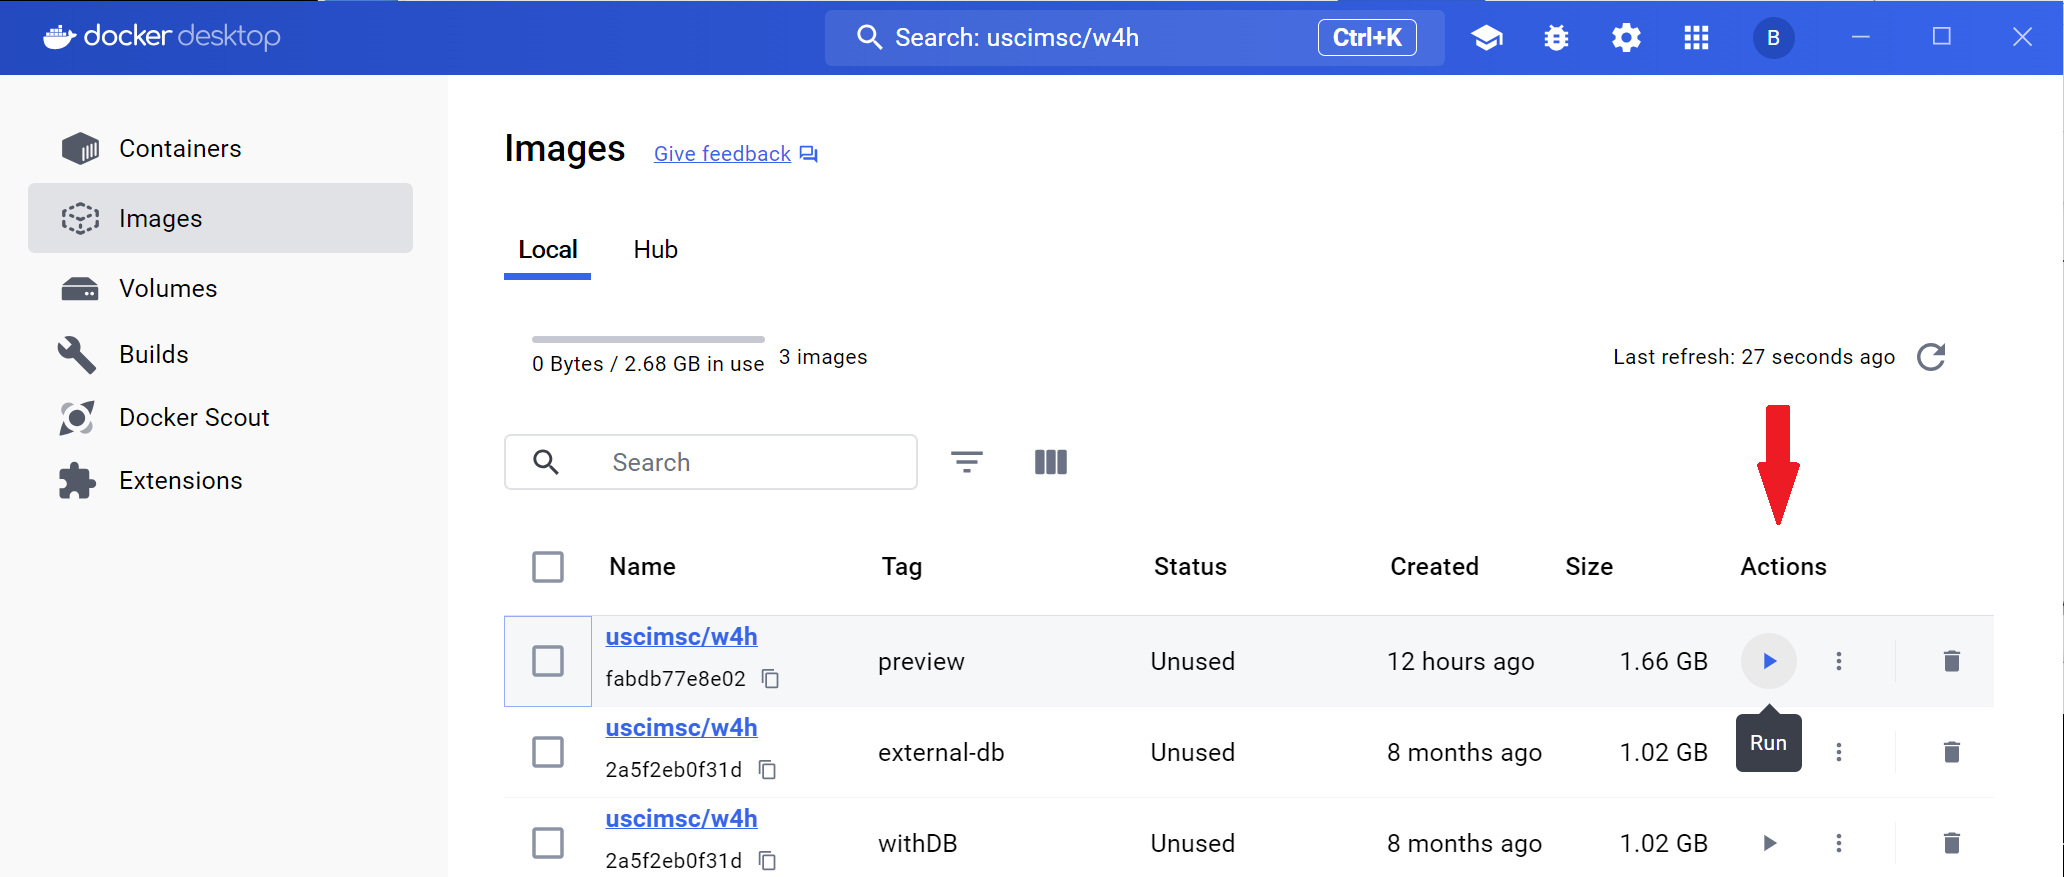 docker desktop
Search: uscimsc/w4h
Ctrl+K
B
Containers
Images
Volumes
Builds
Docker Scout
Extensions
Images
Give feedback
Local
Hub
0 Bytes / 2.68 GB in use
3 images
Last refresh: 27 seconds ago
Search
Name
Tag
Status
Created
Size
Actions
uscimsc/w4h
fabdb77e8e02
preview
Unused
12 hours ago
1.66 GB
Run
uscimsc/w4h
2a5f2eb0f31d
external-db
Unused
8 months ago
1.02 GB
uscimsc/w4h
2a5f2eb0f31d
withDB
Unused
8 months ago
1.02 GB